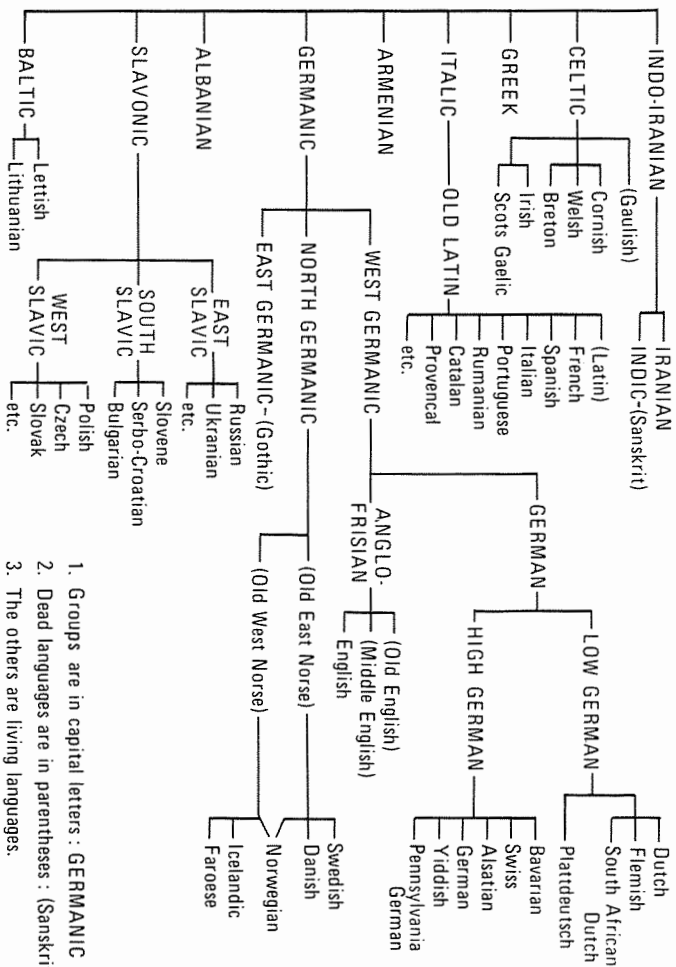 INDO-IRANIAN
IRANIAN
INDIC-(Sanskrit)
CELTIC
(Gaulish)
Cornish
Welsh
Breton
Irish
Scots Gaelic
GREEK
ITALIC
OLD LATIN
(Latin)
French
Spanish
Italian
Portuguese
Rumanian
Catalan
Provencal
etc.
ARMENIAN
GERMANIC
WEST GERMANIC
GERMAN
LOW GERMAN
Dutch
Flemish
South African
Dutch
Plattdeutsch
HIGH GERMAN
Bavarian
Swiss
Alsatian
German
Yiddish
Pennsylvania
German
ANGLO-
FRISIAN
(Old English)
(Middle English)
English
NORTH GERMANIC
(Old East Norse)
Swedish
Danish
Norwegian
(Old West Norse)
Icelandic
Faroese
EAST GERMANIC-(Gothic)
ALBANIAN
SLAVONIC
EAST
SLAVIC
Russian
Ukranian
etc.
SOUTH
SLAVIC
Slovene
Serbo-Croatian
Bulgarian
WEST
SLAVIC
Polish
Czech
Slovak
etc.
BALTIC
Lettish
Lithuanian
1. Groups are in capital letters : GERMANIC
2. Dead languages are in parentheses : (Sanskri
3. The others are living languages.